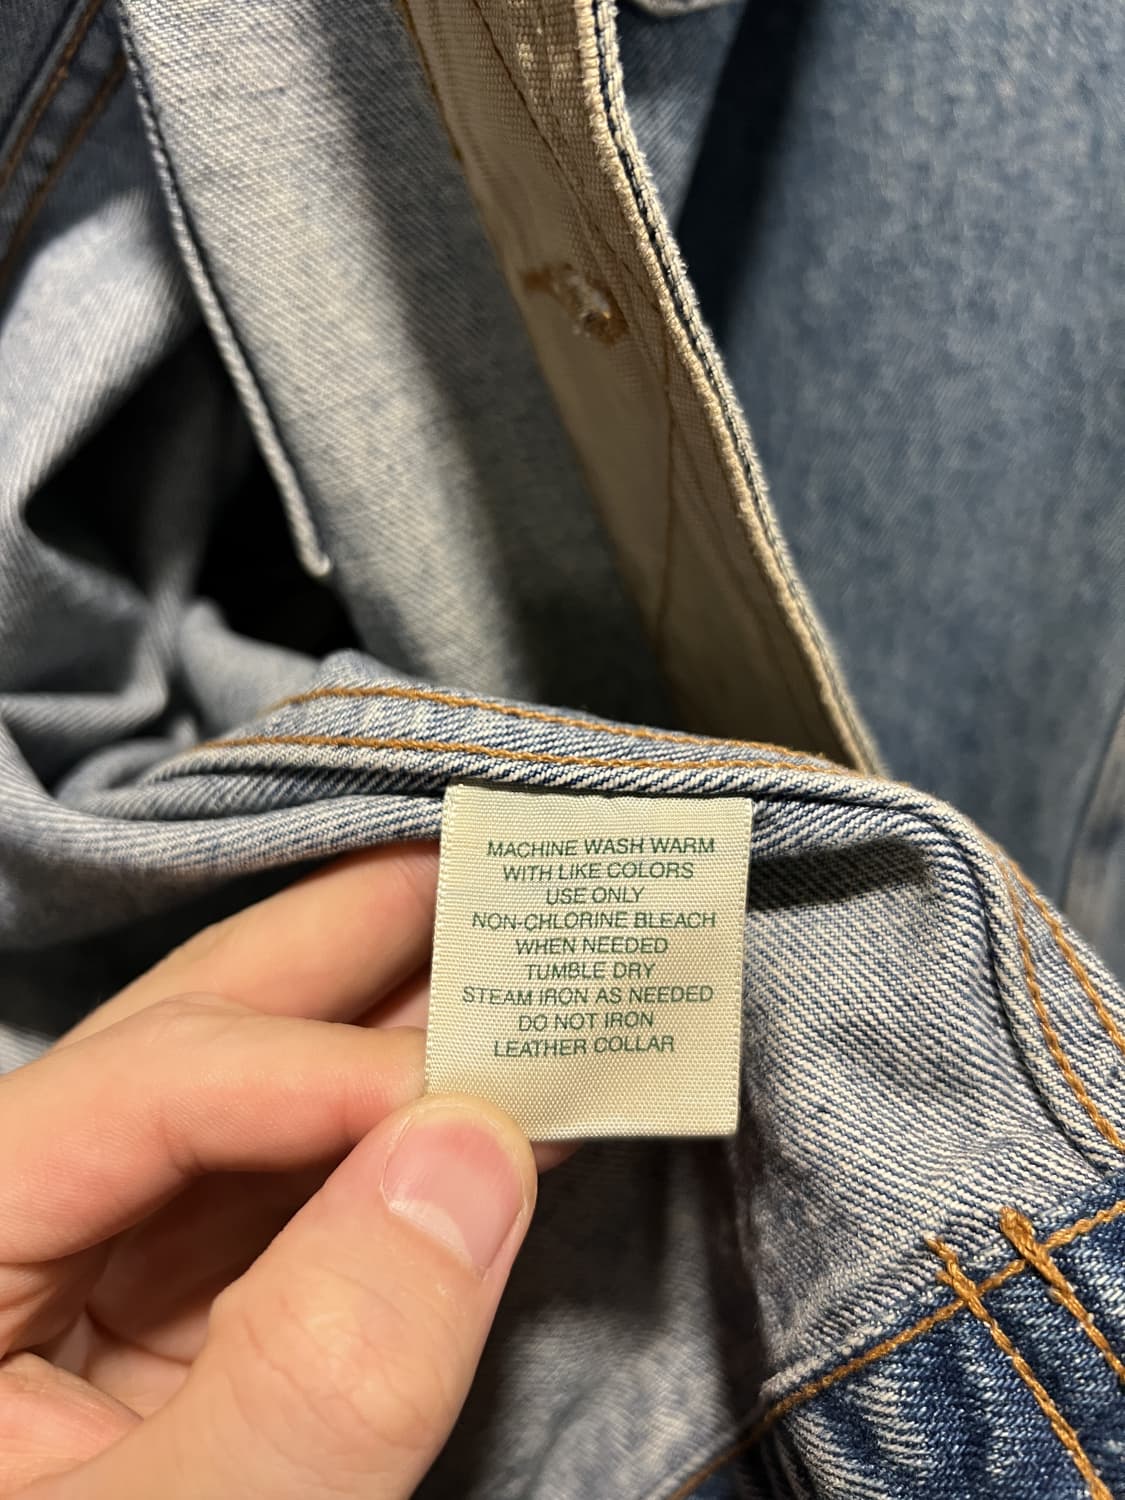 MACHINE WASH WARM
WITH LIKE COLORS
USE ONLY
NON-CHLORINE BLEACH
WHEN NEEDED
TUMBLE DRY
STEAM IRON AS NEEDED
DO NOT IRON
LEATHER COLLAR